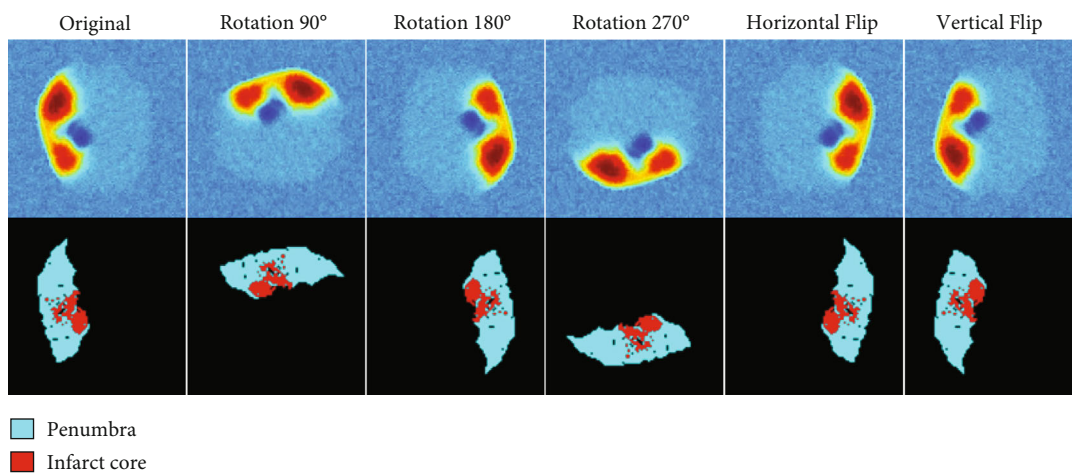 Original Rotation 90° Rotation 180° Rotation 270° Horizontal Flip Vertical Flip
Penumbra
Infarct core